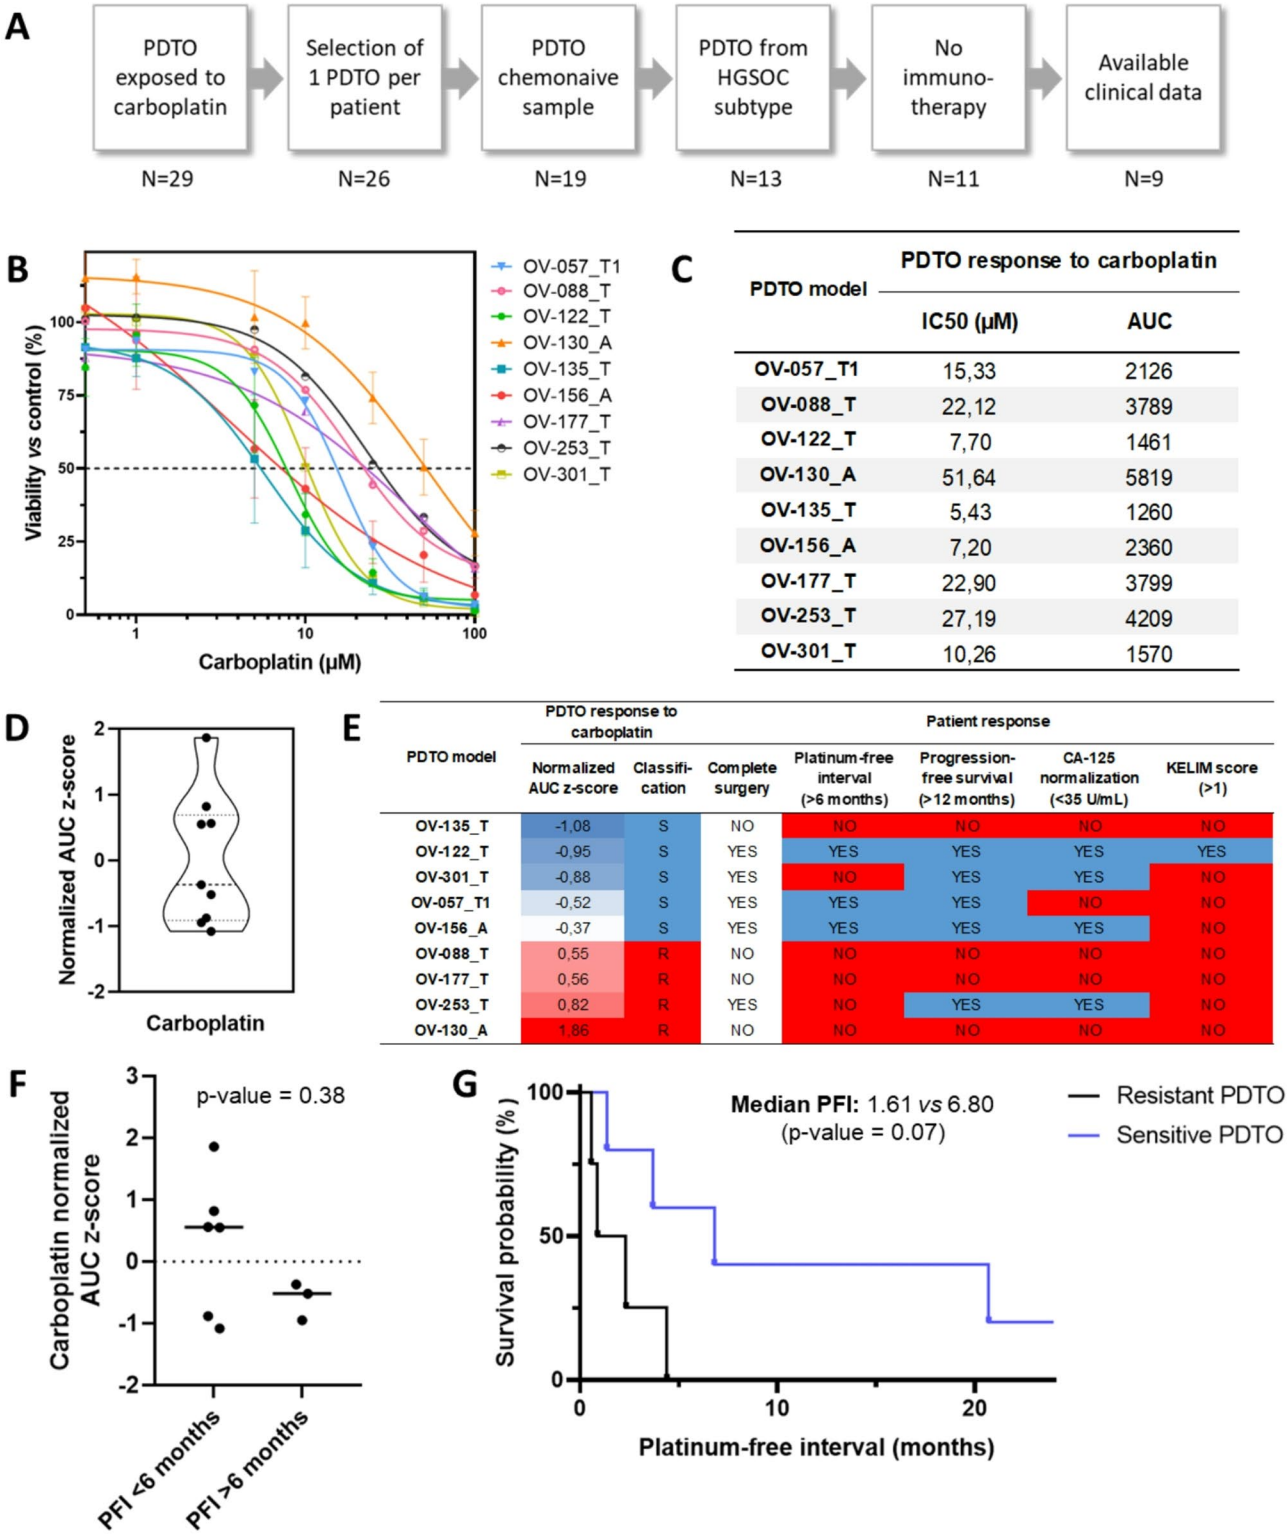 A
PDTO
exposed to
carboplatin
Selection of
1 PDTO per
patient
PDTO
chemonaive
sample
PDTO from
HGSOC
subtype
No
immuno-
therapy
Available
clinical data
N=29
N=26
N=19
N=13
N=11
N=9
B
Viability vs control (%)
100
75
50
25
0
1
10
100
Carboplatin (µM)
OV-057_T1
OV-088_T
OV-122_T
OV-130_A
OV-135_T
OV-156_A
OV-177_T
OV-253_T
OV-301_T
C
PDTO model
PDTO response to carboplatin
IC50 (µM) AUC
OV-057_T1 15,33 2126
OV-088_T 22,12 3789
OV-122_T 7,70 1461
OV-130_A 51,64 5819
OV-135_T 5,43 1260
OV-156_A 7,20 2360
OV-177_T 22,90 3799
OV-253_T 27,19 4209
OV-301_T 10,26 1570
D
Normalized AUC z-score
2
1
0
-1
-2
Carboplatin
E
PDTO model
PDTO response to
carboplatin
Patient response
Normalized
AUC z-score
Classifi-
cation
Complete
surgery
Platinum-free
interval
(>6 months)
Progression-
free survival
(>12 months)
CA-125
normalization
(<35 U/mL)
KELIM score
(>1)
OV-135_T -1,08 S NO NO NO NO NO
OV-122_T -0,95 S YES YES YES YES YES
OV-301_T -0,88 S YES NO YES YES NO
OV-057_T1 -0,52 S YES YES YES NO NO
OV-156_A -0,37 S YES YES YES YES NO
OV-088_T 0,55 R NO NO NO NO NO
OV-177_T 0,56 R NO NO NO NO NO
OV-253_T 0,82 R YES NO YES YES NO
OV-130_A 1,86 R NO NO NO NO NO
F
Carboplatin normalized
AUC z-score
3
2
1
0
-1
-2
p-value = 0.38
PFI <6 months
PFI >6 months
G
Survival probability (%)
100
50
0
0
10
20
Platinum-free interval (months)
Median PFI: 1.61 vs 6.80
(p-value = 0.07)
Resistant PDTO
Sensitive PDTO